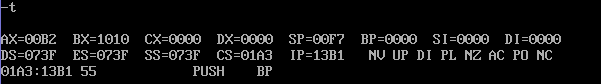 -t
AX=00B2 BX=1010 CX=0000 DX=0000 SP=00F7 BP=0000 SI=0000 DI=0000
DS=073F ES=073F SS=073F CS=01A3 IP=13B1 NV UP DI PL NZ AC PO NC
01A3:13B1 55 PUSH BP